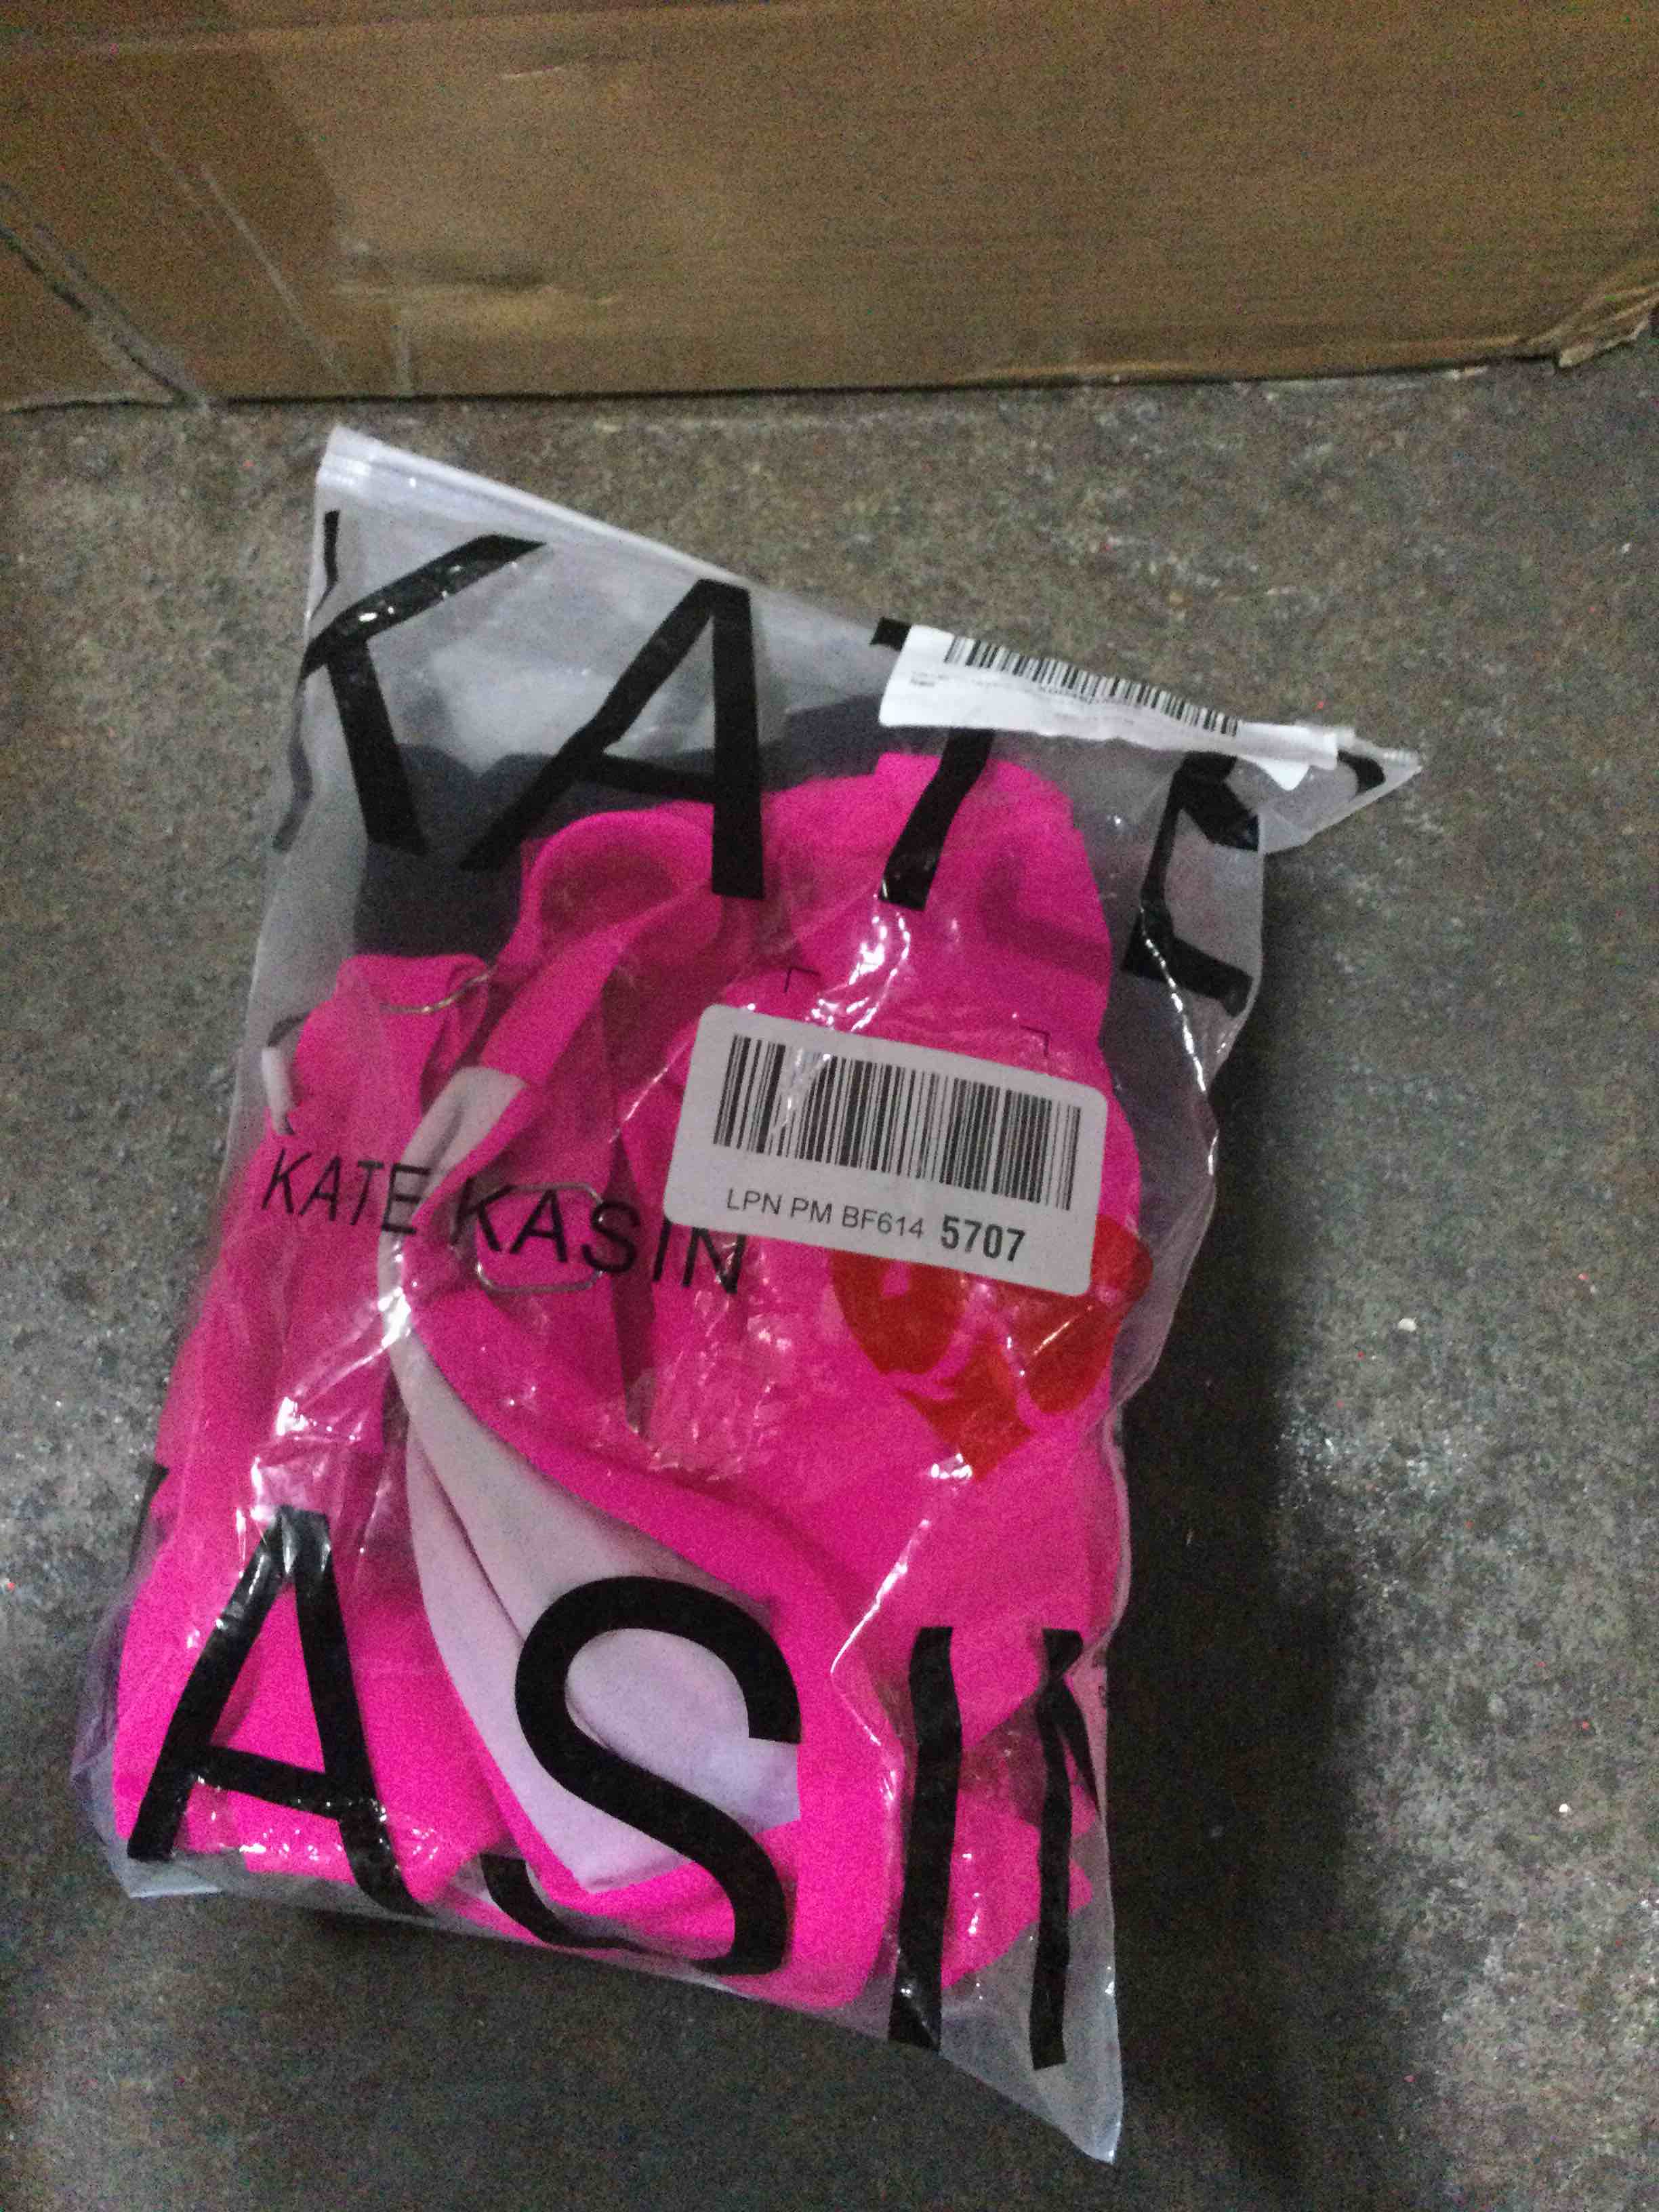 KATE
KATE KASIN
LPN PM BF614 5707
ASIN